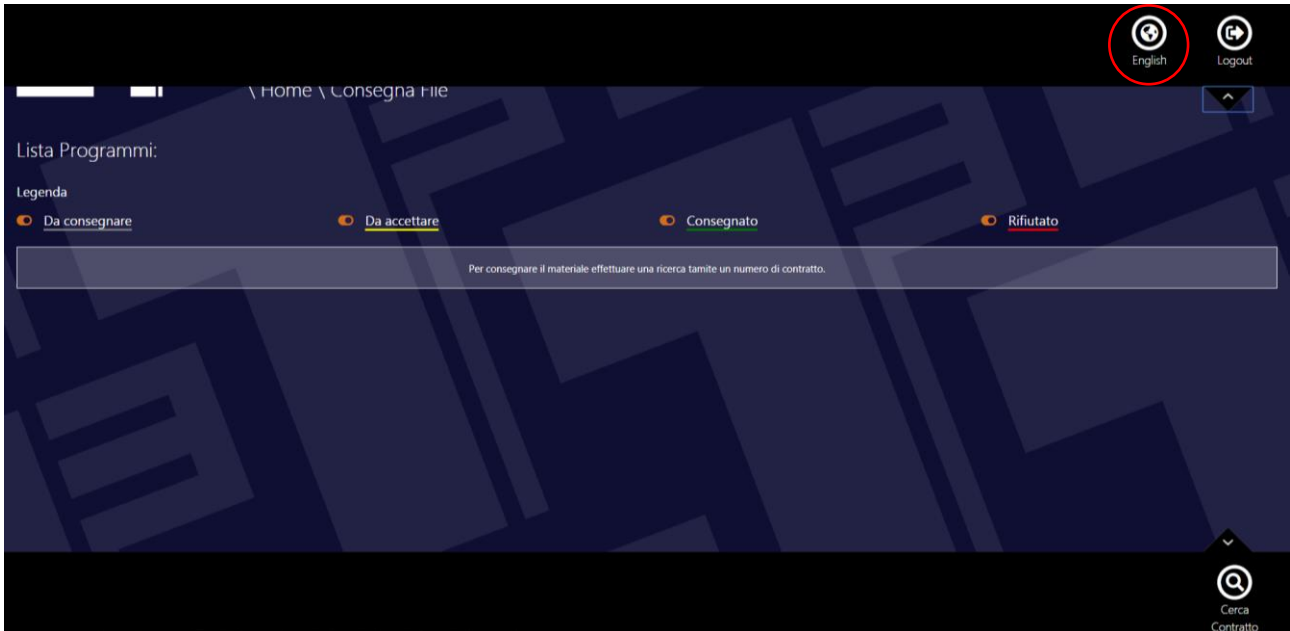 English
Logout
\ Home \ Consegna File
Lista Programmi:
Legenda
Da consegnare
Da accettare
Consegnato
Rifiutato
Per consegnare il materiale effettuare una ricerca tamite un numero di contratto.
Cerca
Contratto